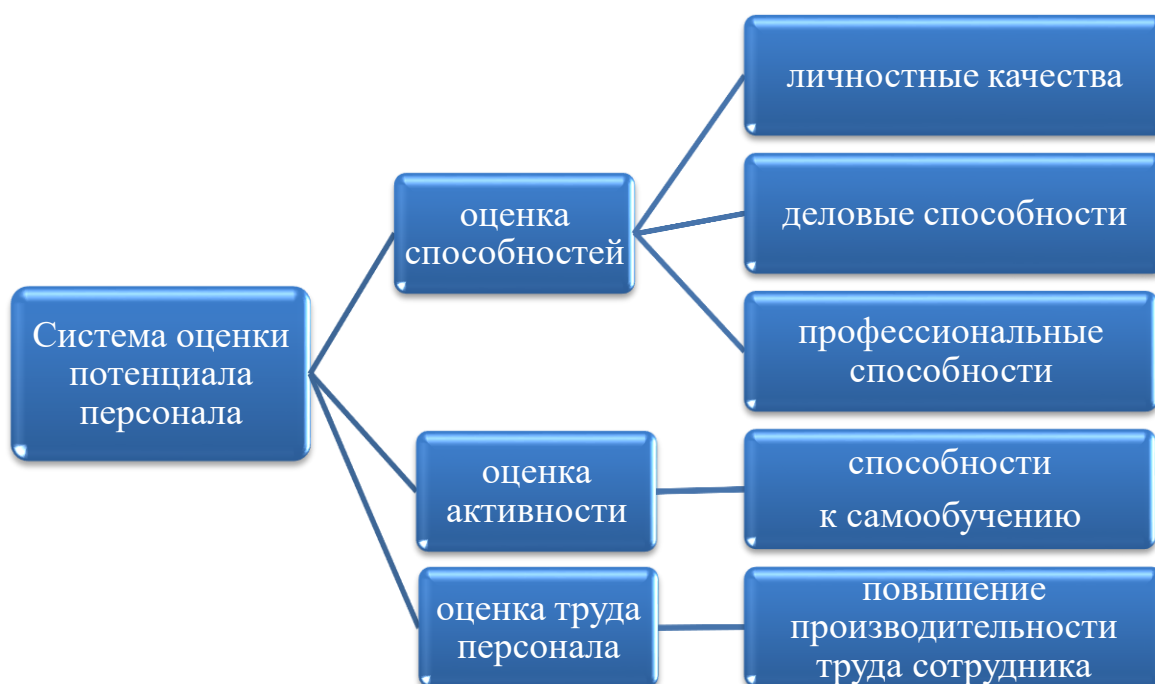 Система оценки
потенциала
персонала
оценка
способностей
личностные качества
деловые способности
профессиональные
способности
оценка
активности
способности
к самообучению
оценка труда
персонала
повышение
производительности
труда сотрудника